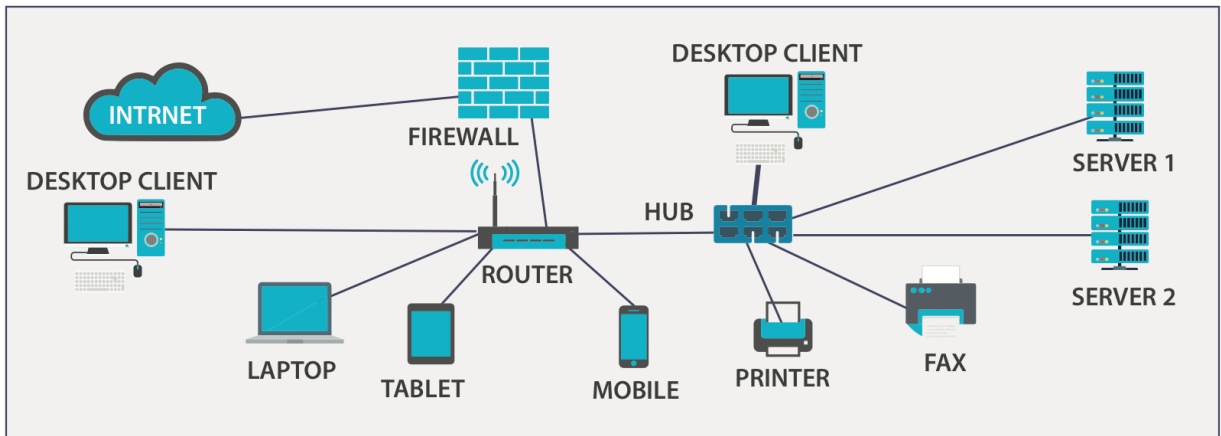 DESKTOP CLIENT
INTRNET
FIREWALL
SERVER 1
DESKTOP CLIENT
HUB
ROUTER
SERVER 2
LAPTOP
TABLET
MOBILE
PRINTER
FAX